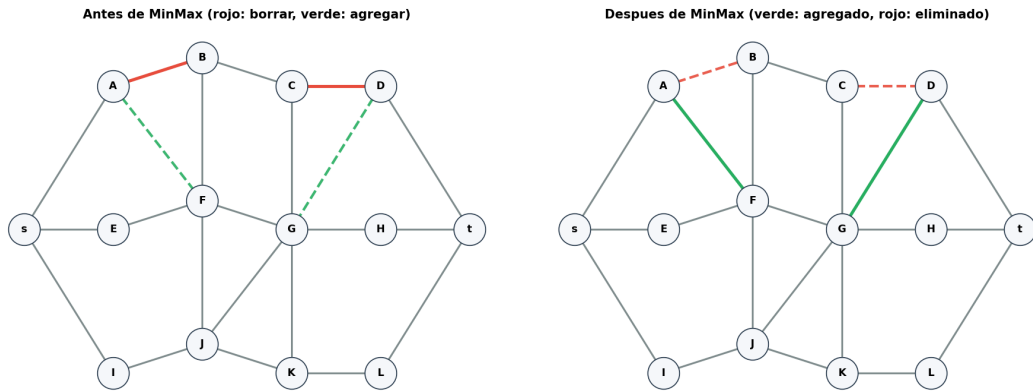 Antes de MinMax (rojo: borrar, verde: agregar)
B
A
C
D
F
s
E
G
H
t
J
I
K
L
Despues de MinMax (verde: agregado, rojo: eliminado)
B
A
C
D
F
s
E
G
H
t
J
I
K
L